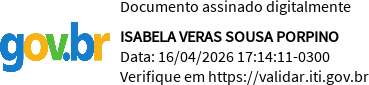 Documento assinado digitalmente
gov.br
ISABELA VERAS SOUSA PORPINO
Data: 16/04/2026 17:14:11-0300
Verifique em https://validar.iti.gov.br